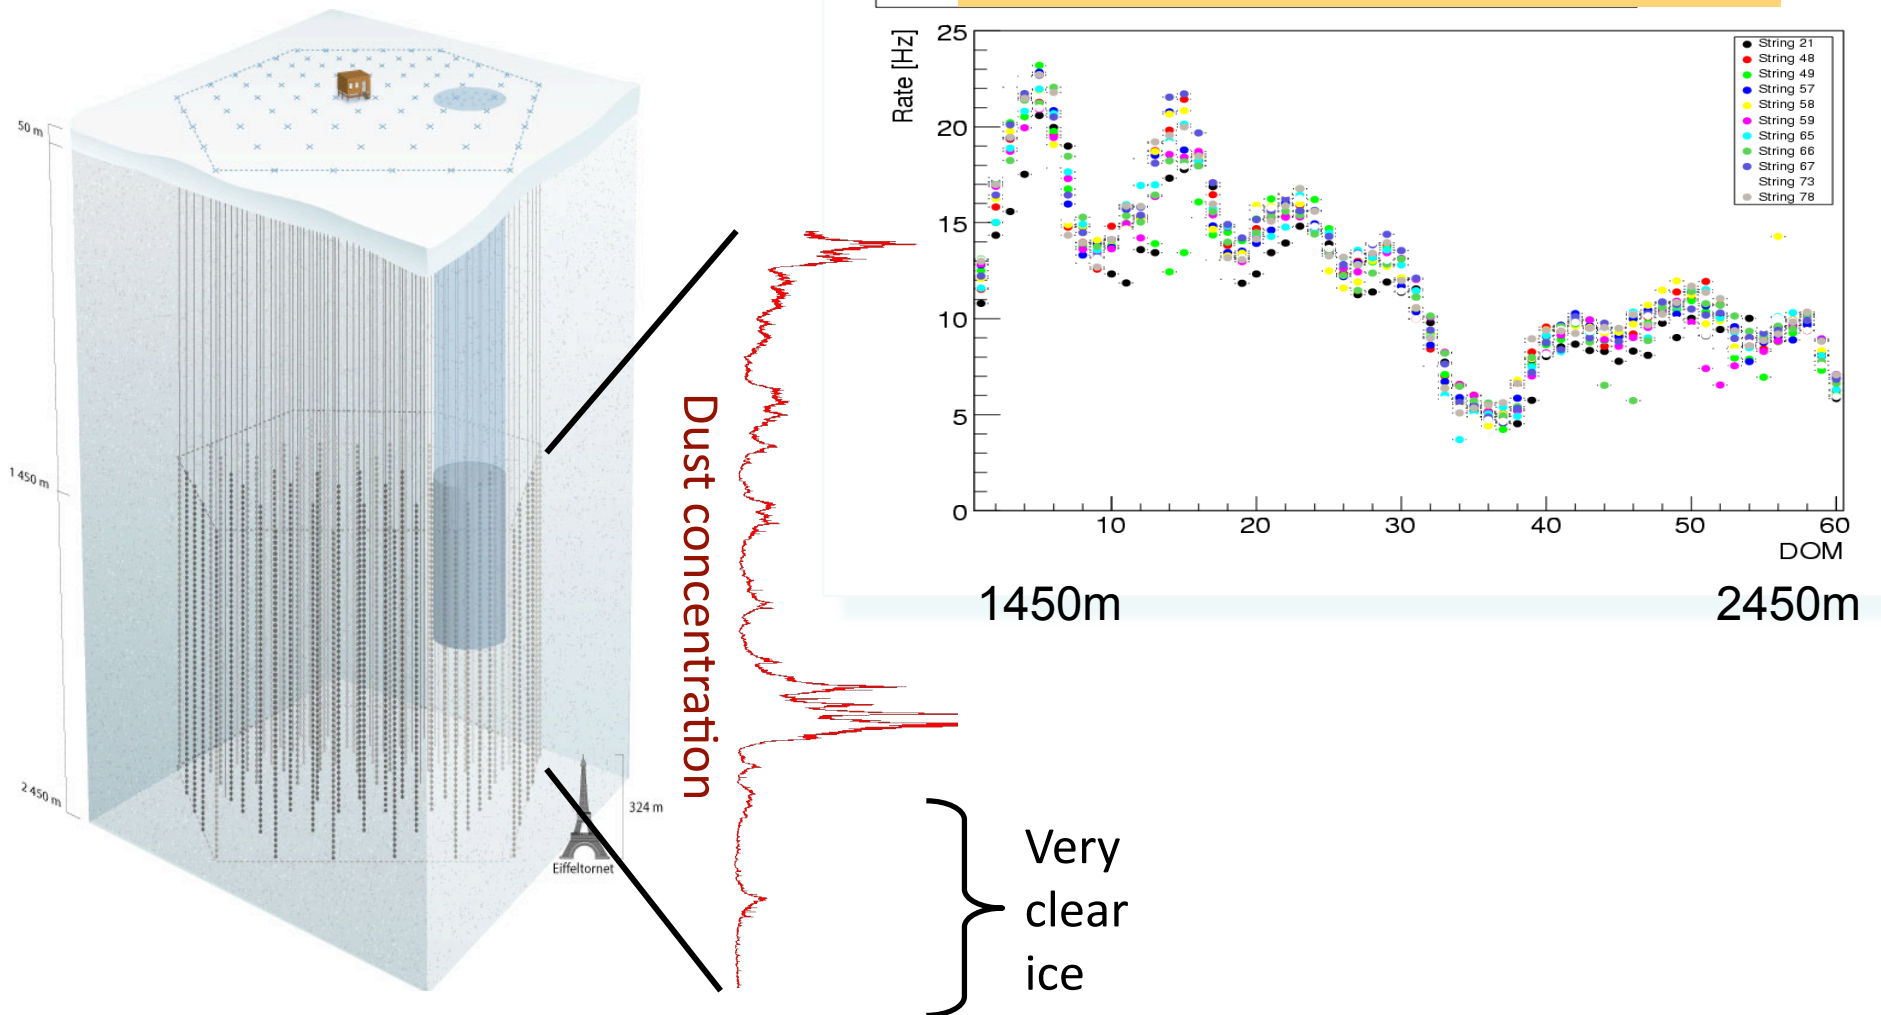 50 m
1 450 m
2 450 m
324 m
Eiffeltornet
Dust concentration
Rate [Hz]
25
20
15
10
5
0
String 21
String 48
String 49
String 57
String 58
String 59
String 65
String 66
String 67
String 73
String 78
10 20 30 40 50 60
DOM
1450m 2450m
Very
clear
ice